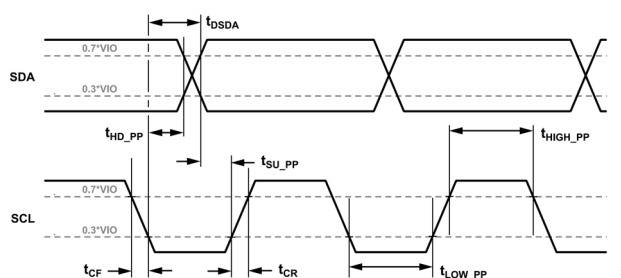 tDSDA
0.7*VIO
SDA
0.3*VIO
tHD_PP
tHIGH_PP
tSU_PP
0.7*VIO
SCL
0.3*VIO
tCF
tCR
tLOW_PP